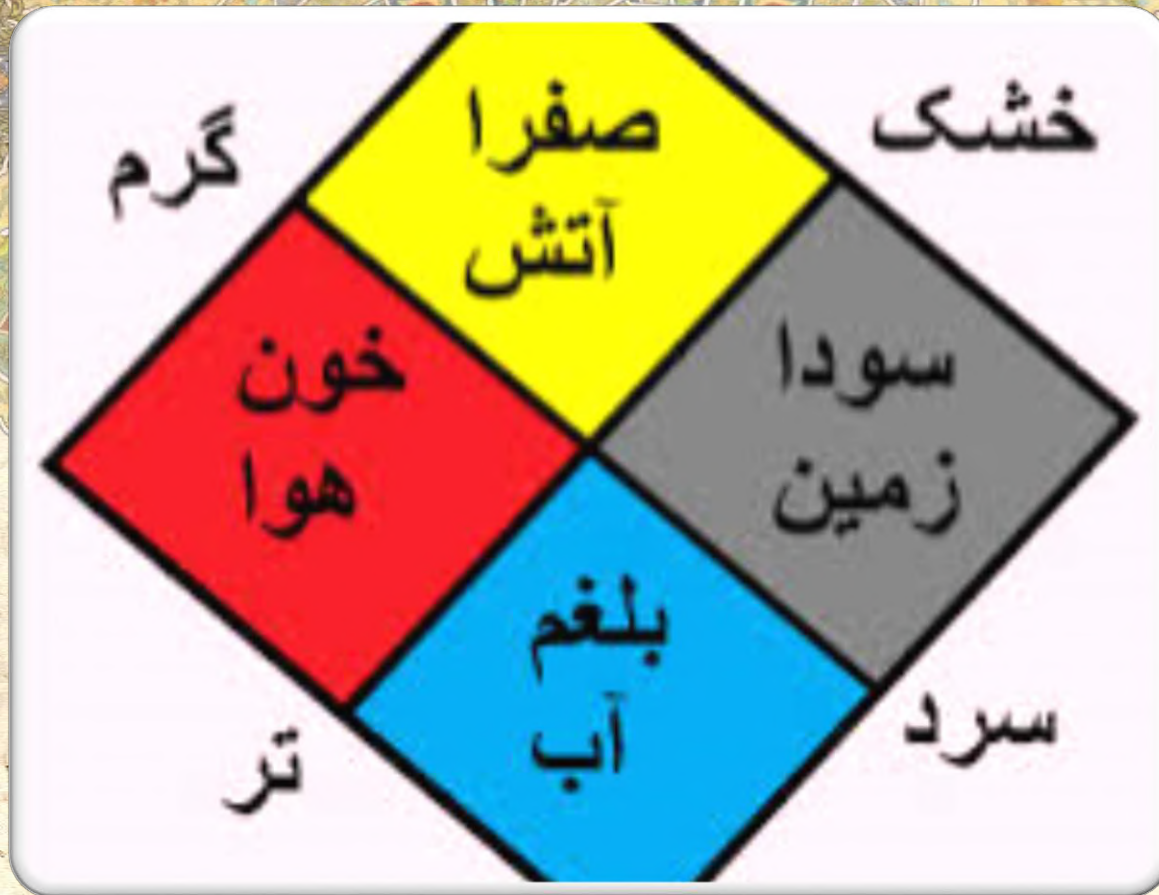 خشک
گرم
صفرا
آتش
سودا
زمین
خون
هوا
بلغم
آب
سرد
تر